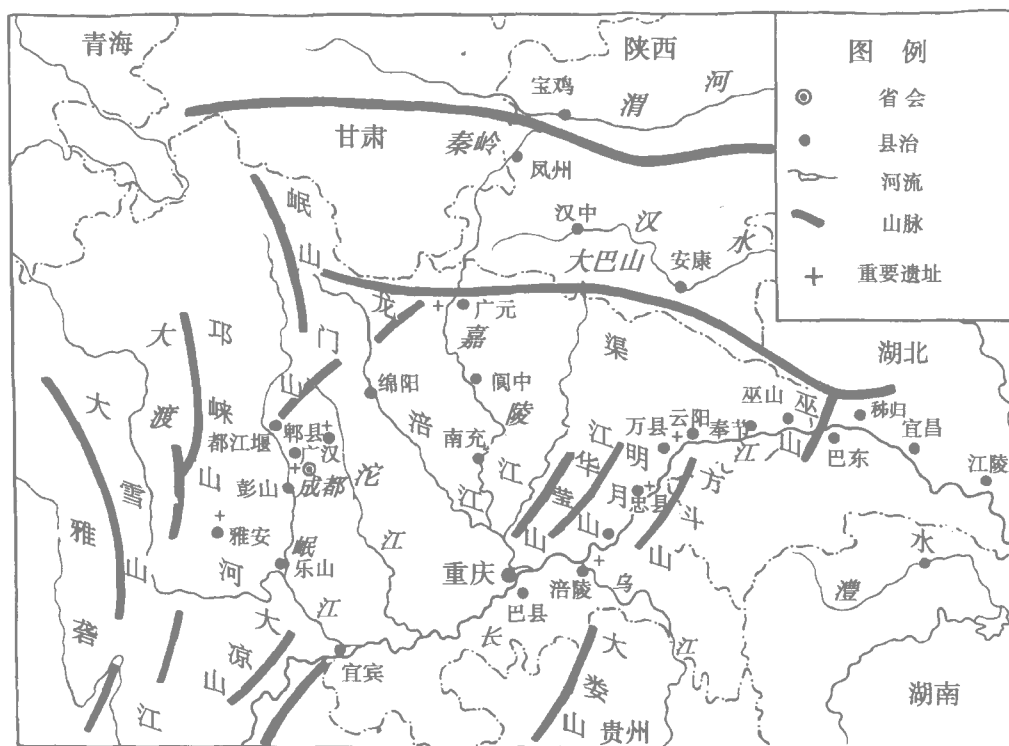 青海
陕西
宝鸡
渭河
甘肃
秦岭
凤州
岷山
汉中
汉水
大巴山
安康
图例
省会
县治
河流
山脉
重要遗址
龙门山
广元
嘉陵江
渠江
湖北
大渡河
邛崃山
绵阳
阆中
涪江
南充
都江堰
郫县
广汉
成都
彭山
沱江
大雪山
雅砻江
雅安
岷江
乐山
华蓥山
明月山
万县
云阳
奉节
巫山
巫山
秭归
宜昌
巴东
江陵
忠县
方斗山
重庆
巴县
涪陵
乌江
长江
澧水
大凉山
宜宾
大娄山
贵州
湖南